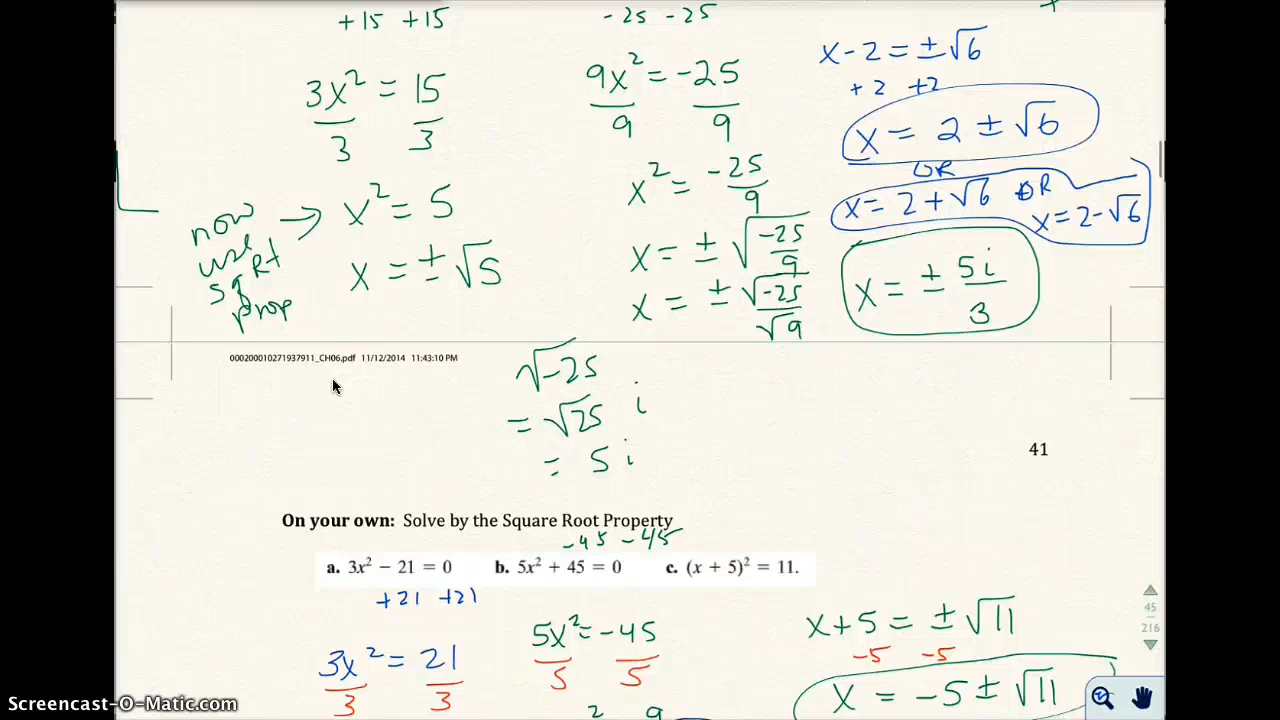 +15 +15
3x² = 15
3 3
now use sqrt prop → x² = 5
x = ± √5
-25 -25
9x² = -25
9 9
x² = -25/9
x = ± √(-25/9)
x = ± √-25/√9
x-2 = ±√6
+2 +2
x = 2 ± √6
OR
x = 2+√6 OR x = 2-√6
x = ± 5i/3
000200010271937911_CH06.pdf 11/12/2014 11:43:10 PM
√-25
= √25 i
= 5 i
41
On your own: Solve by the Square Root Property
-45 -45
a. 3x² − 21 = 0 b. 5x² + 45 = 0 c. (x + 5)² = 11.
+21 +21
3x² = 21
3 3
5x² = -45
5 5
x+5 = ± √11
-5 -5
x = -5 ± √11
45
216
Screencast-O-Matic.com